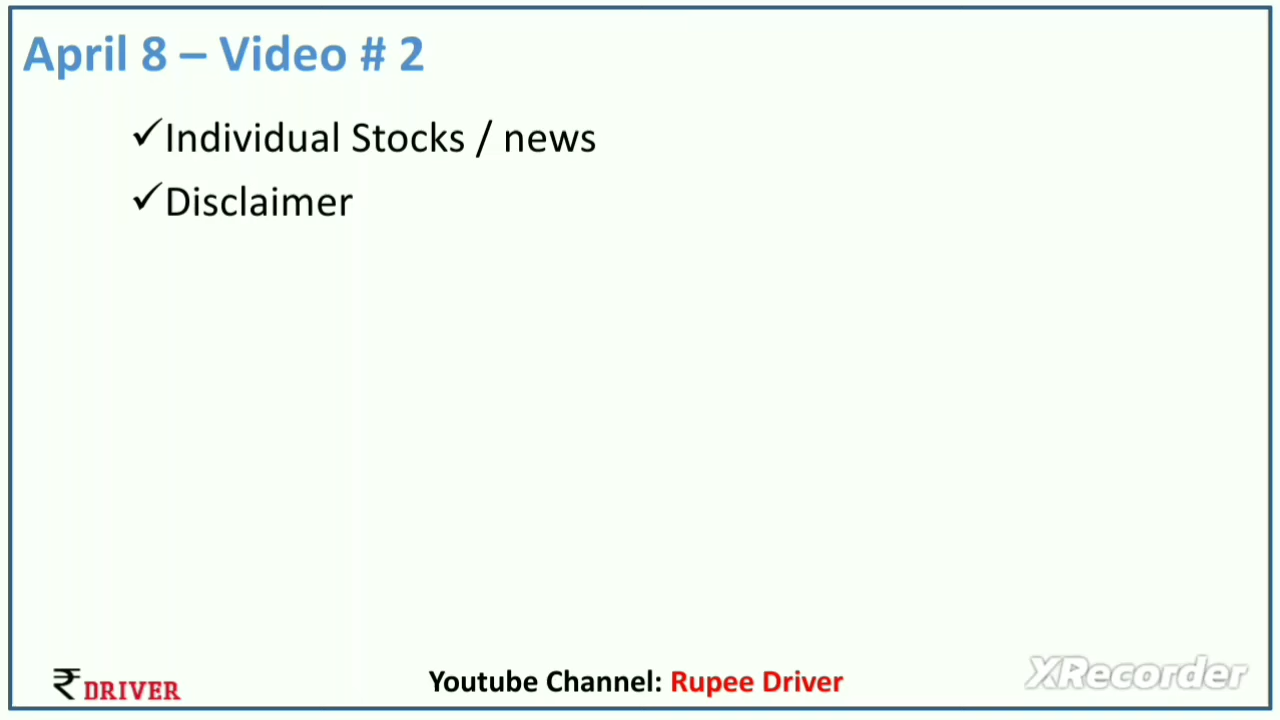 April 8 – Video # 2
✓Individual Stocks / news
✓Disclaimer
₹ DRIVER
Youtube Channel: Rupee Driver
XRecorder